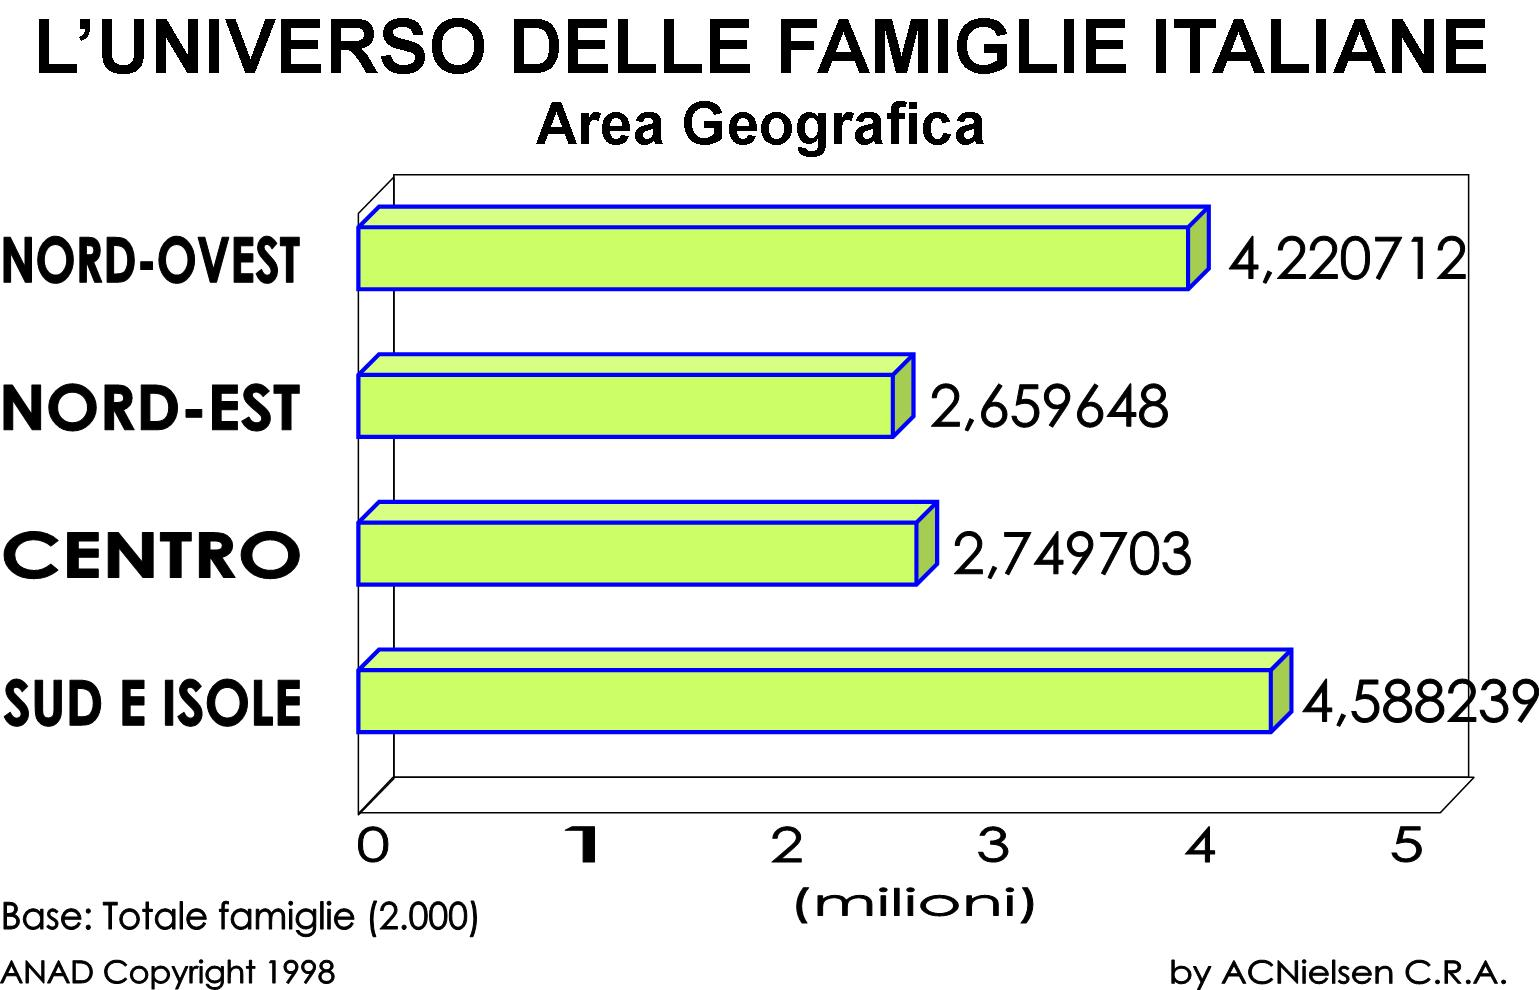 L’UNIVERSO DELLE FAMIGLIE ITALIANE
Area Geografica
NORD-OVEST 4,220712
NORD-EST 2,659648
CENTRO 2,749703
SUD E ISOLE 4,588239
0 1 2 3 4 5
(milioni)
Base: Totale famiglie (2.000)
ANAD Copyright 1998 by ACNielsen C.R.A.